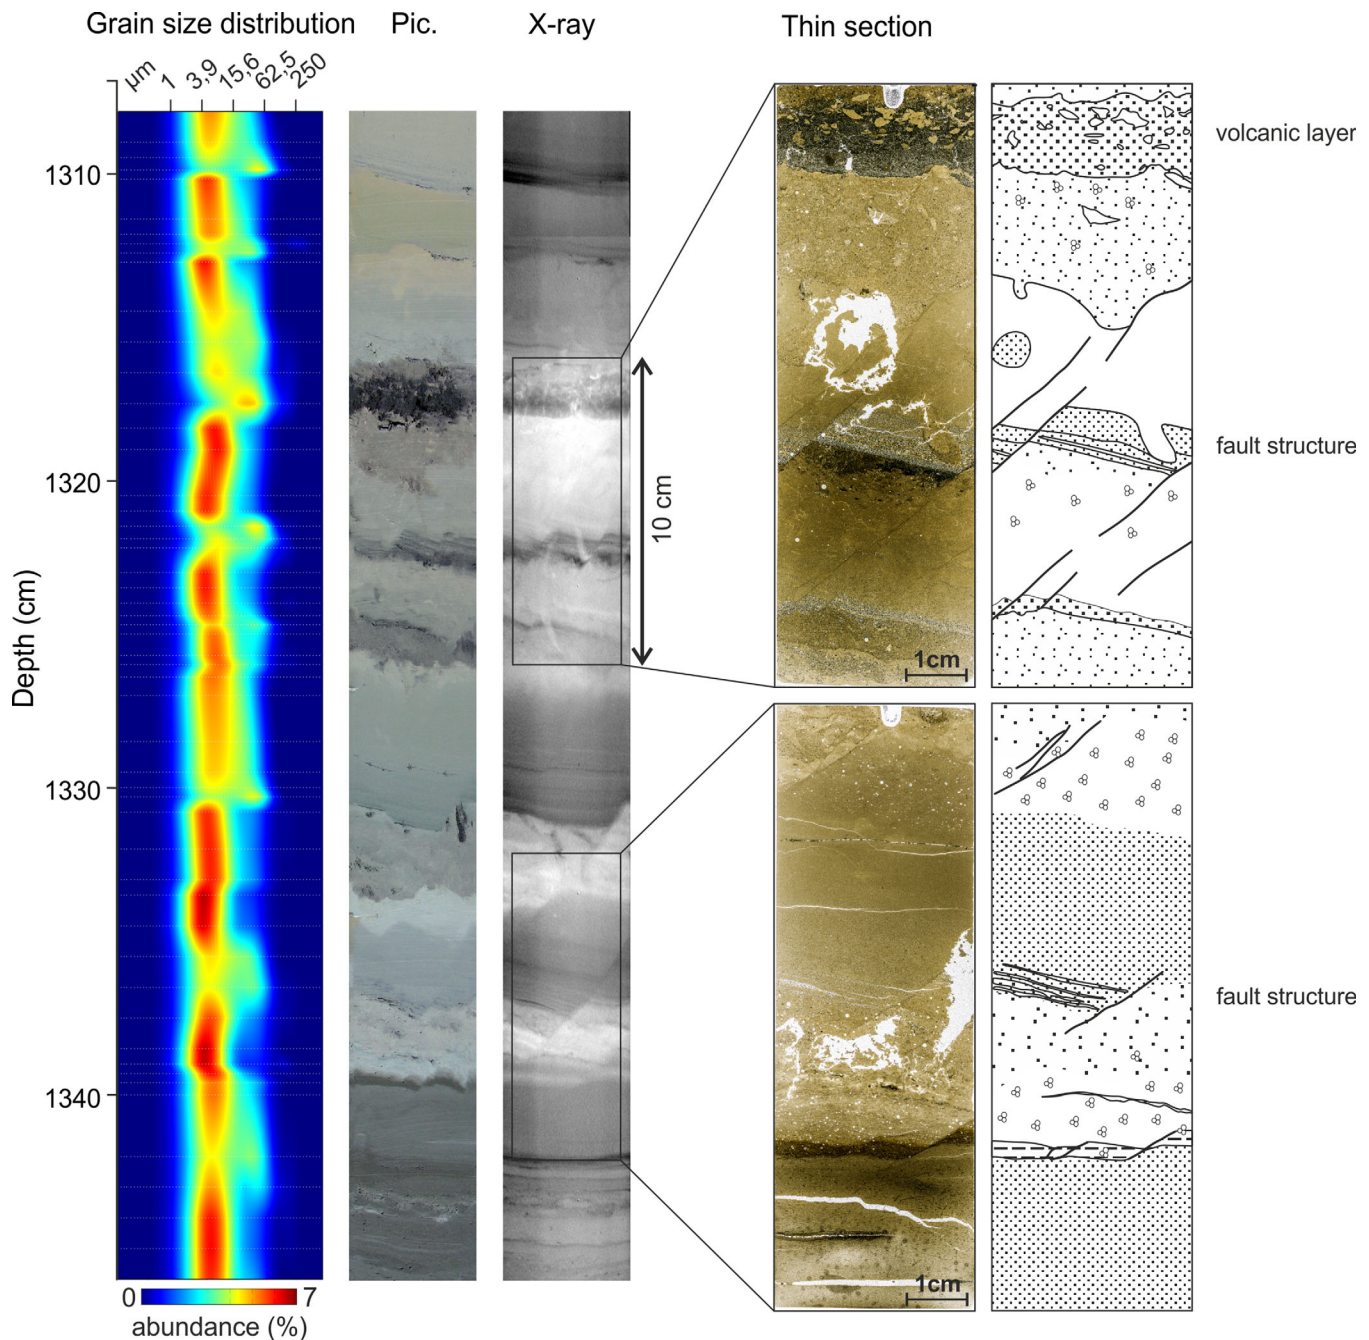 Grain size distribution
Pic.
X-ray
Thin section
µm
1
3,9
15,6
62,5
250
volcanic layer
1310
fault structure
1320
10 cm
Depth (cm)
1cm
1330
fault structure
1340
1cm
0
7
abundance (%)